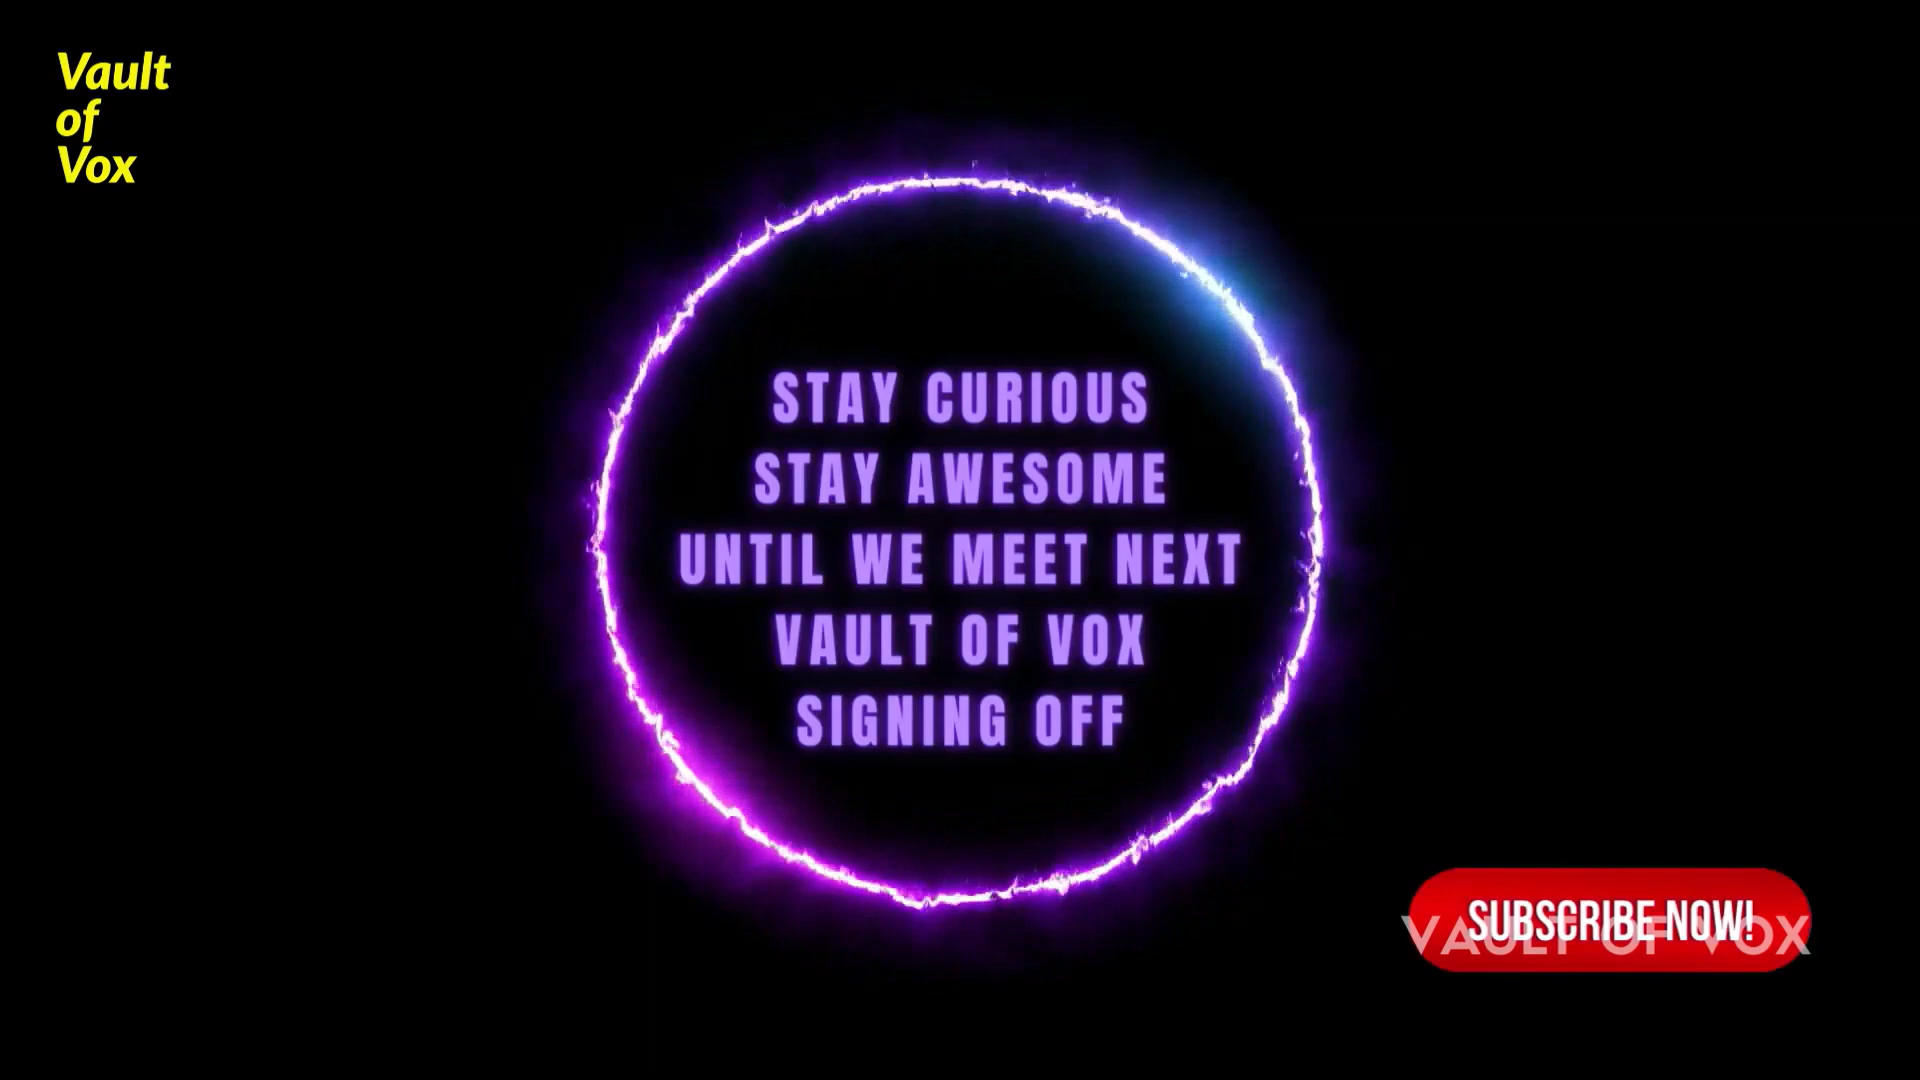 Vault
of
Vox
STAY CURIOUS
STAY AWESOME
UNTIL WE MEET NEXT
VAULT OF VOX
SIGNING OFF
SUBSCRIBE NOW!
VAULT OF VOX